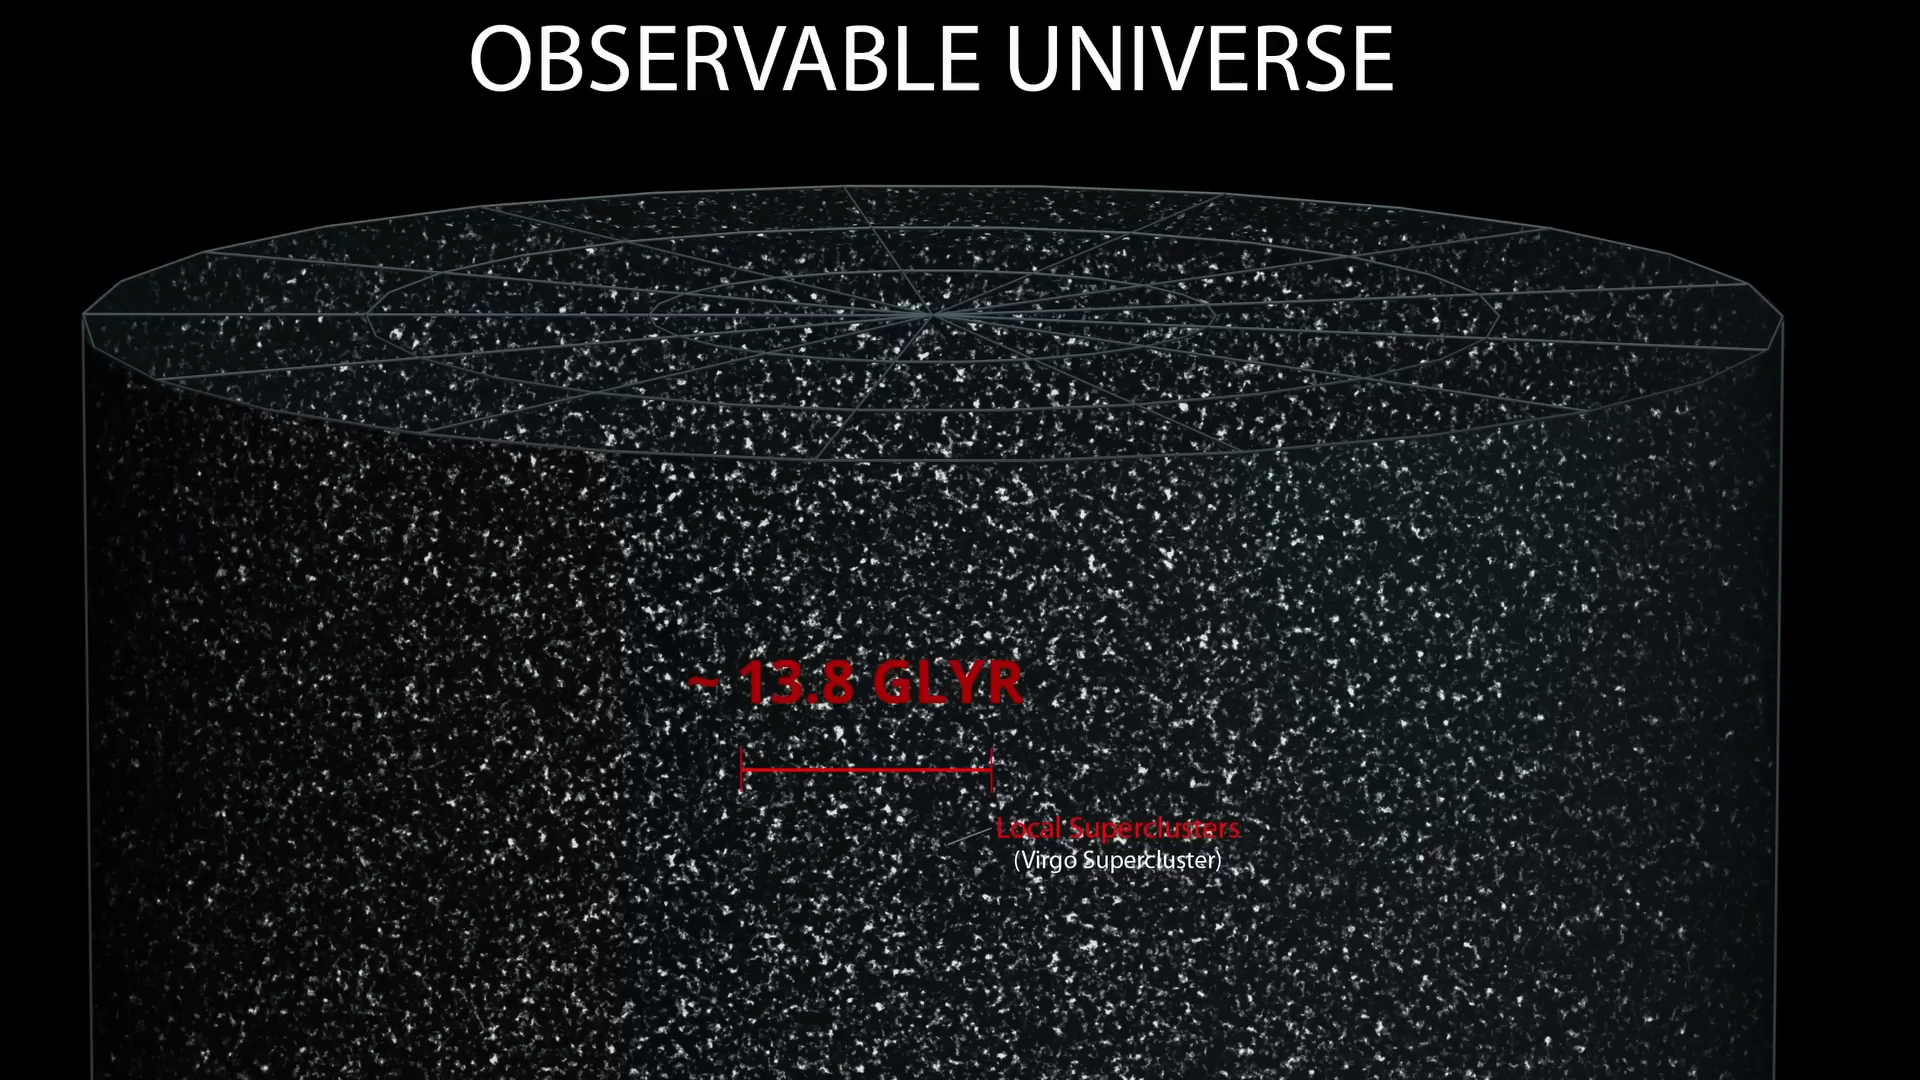 OBSERVABLE UNIVERSE
~ 13.8 GLYR
Local Superclusters
(Virgo Supercluster)